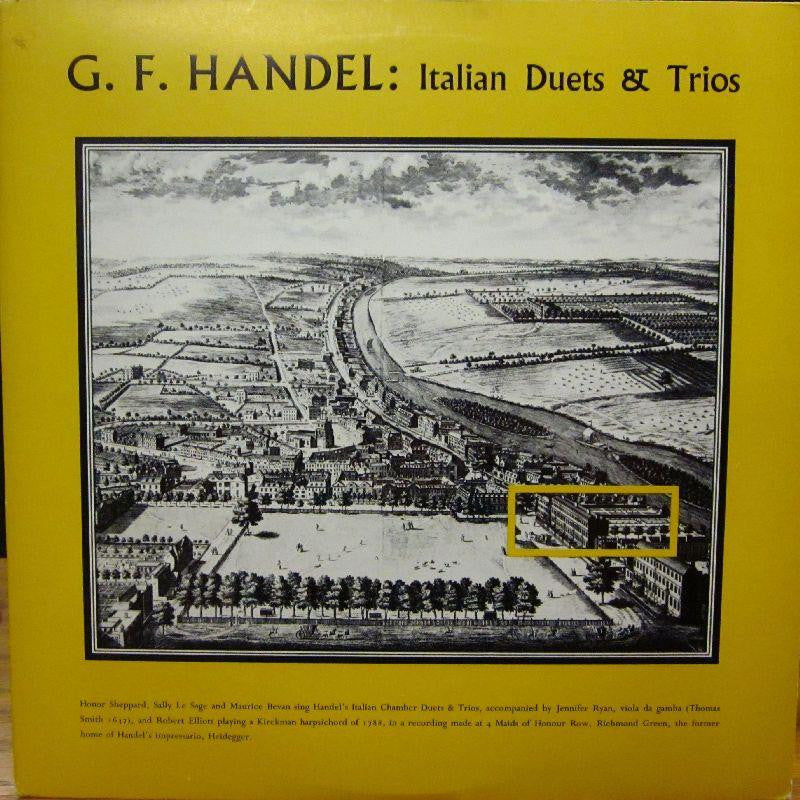 G. F. HANDEL: Italian Duets & Trios
Honor Sheppard, Sally Le Sage and Maurice Bevan sing Handel's Italian Chamber Duets & Trios, accompanied by Jennifer Ryan, viola da gamba (Thomas
Smith 1637), and Robert Elliott playing a Kirckman harpsichord of 1788, in a recording made at 4 Maids of Honour Row, Richmond Green, the former
home of Handel's impressario, Heidegger.